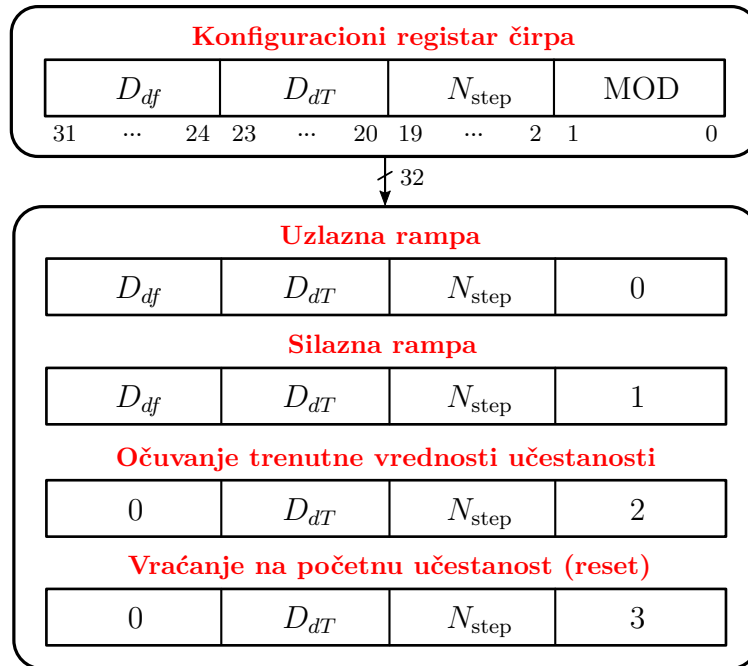 Konfiguracioni registar čirpa
D_df D_dT N_step MOD
31 ... 24 23 ... 20 19 ... 2 1 0
32
Uzlazna rampa
D_df D_dT N_step 0
Silazna rampa
D_df D_dT N_step 1
Očuvanje trenutne vrednosti učestanosti
0 D_dT N_step 2
Vraćanje na početnu učestanost (reset)
0 D_dT N_step 3